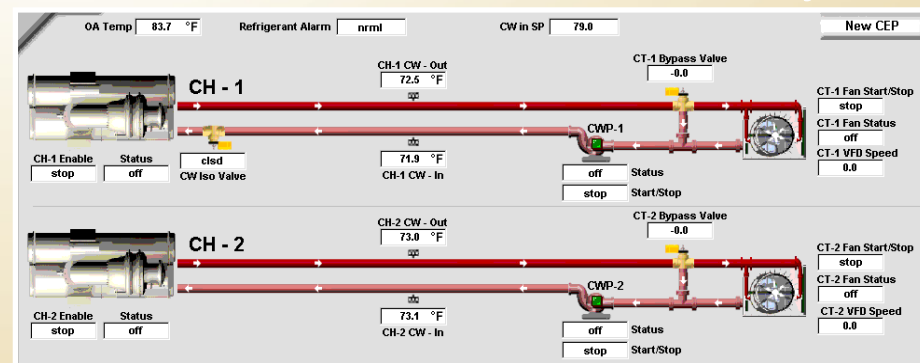 OA Temp 83.7 °F Refrigerant Alarm nrml CW in SP 79.0 New CEP
CH - 1
CH-1 CW - Out
72.5 °F
CT-1 Bypass Valve
-0.0
CT-1 Fan Start/Stop
stop
CT-1 Fan Status
off
CT-1 VFD Speed
0.0
CWP-1
CH-1 Enable Status
stop off
clsd
CW Iso Valve
71.9 °F
CH-1 CW - In
off Status
stop Start/Stop
CH - 2
CH-2 CW - Out
73.0 °F
CT-2 Bypass Valve
-0.0
CT-2 Fan Start/Stop
stop
CT-2 Fan Status
off
CT-2 VFD Speed
0.0
CWP-2
CH-2 Enable Status
stop off
73.1 °F
CH-2 CW - In
off Status
stop Start/Stop